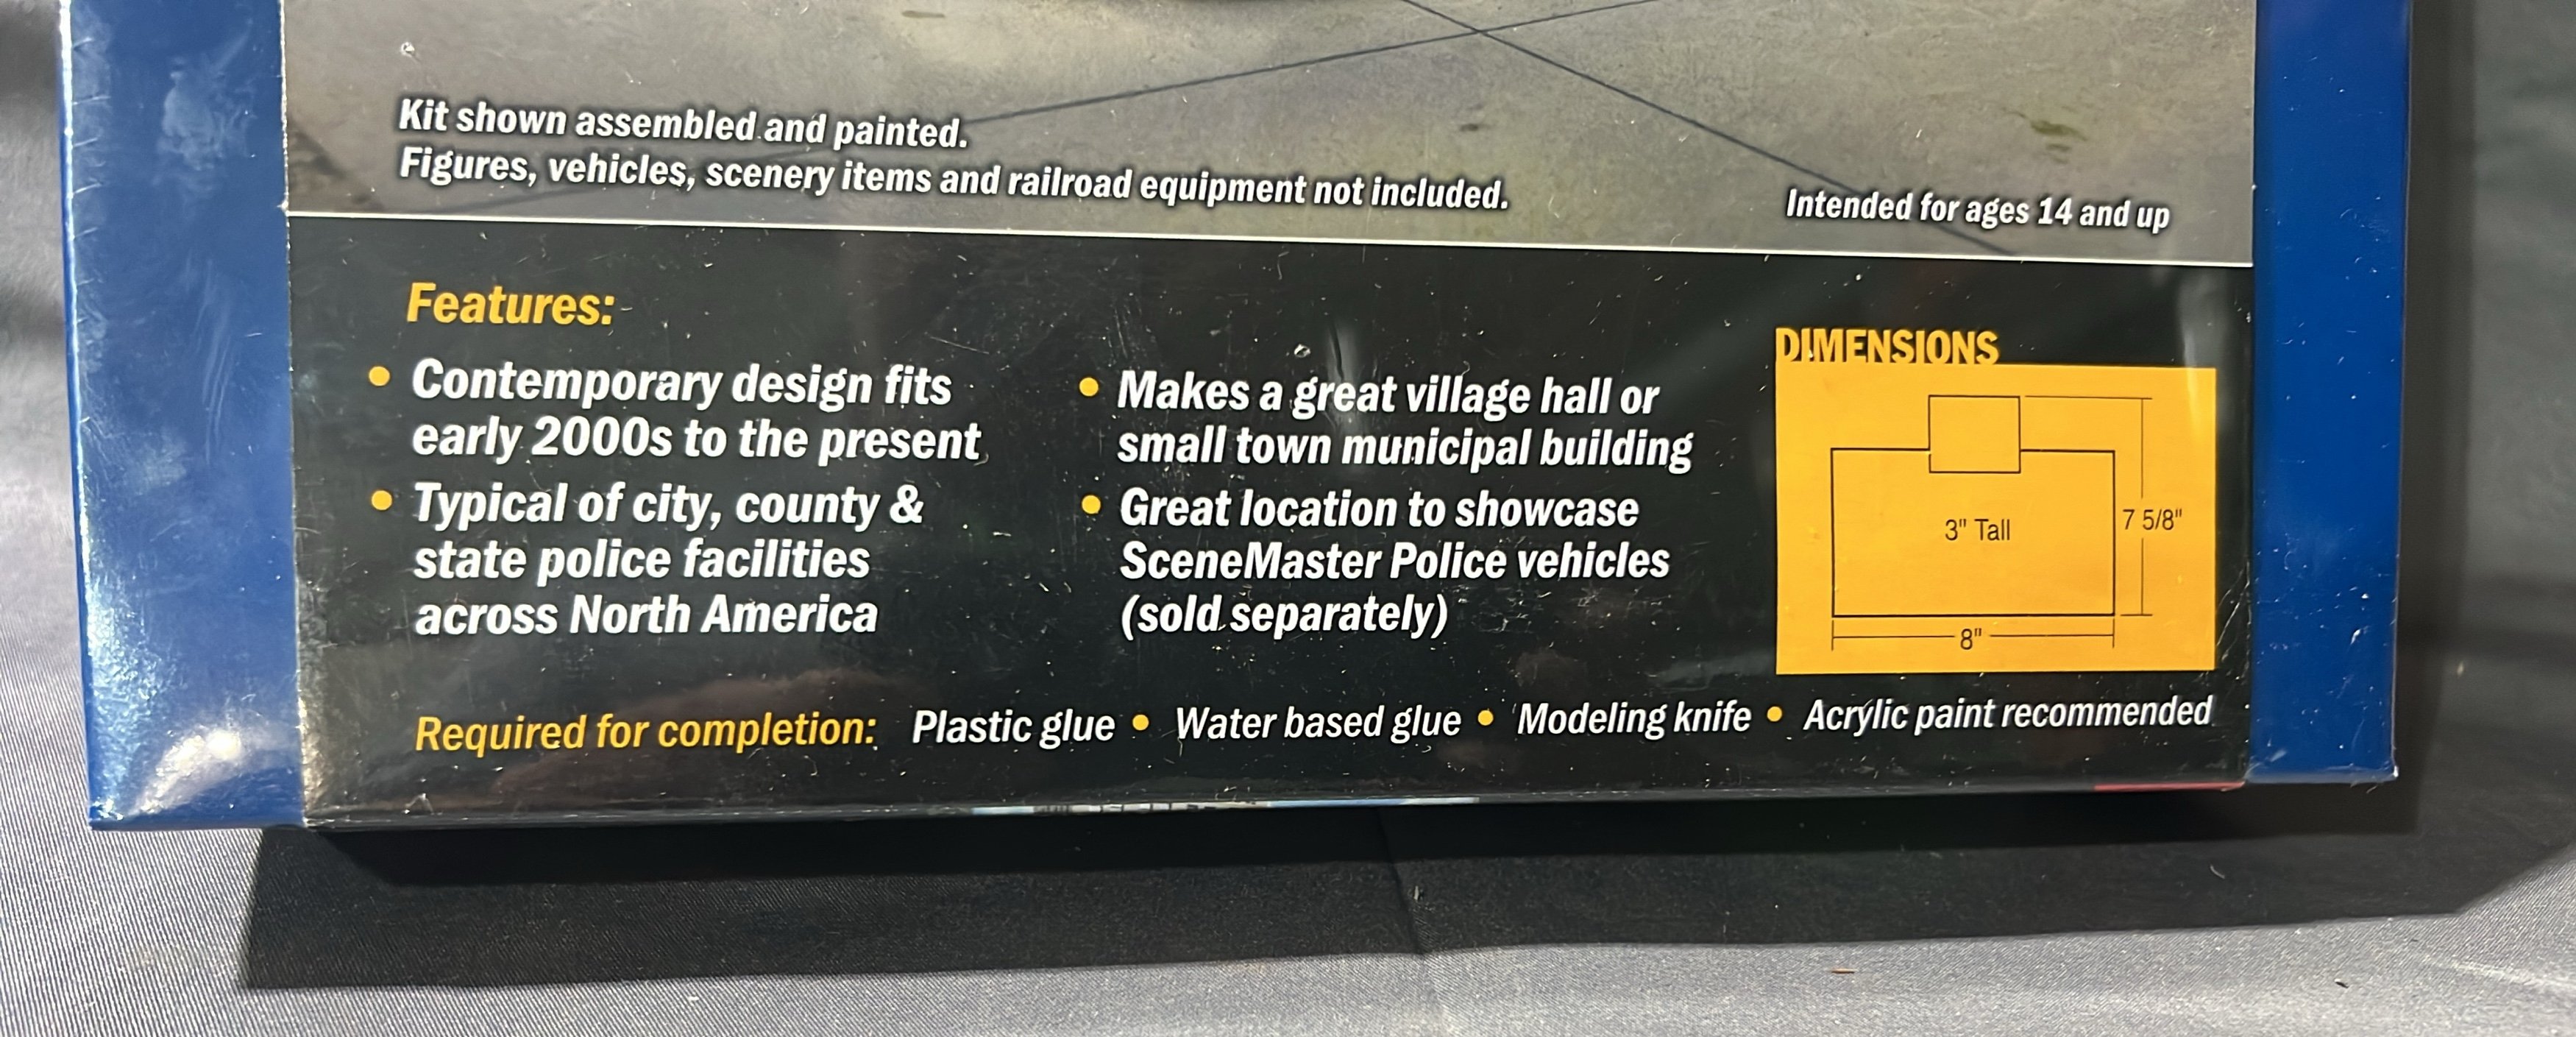 Kit shown assembled and painted.
Figures, vehicles, scenery items and railroad equipment not included.
Intended for ages 14 and up
Features:
• Contemporary design fits
early 2000s to the present
• Typical of city, county &
state police facilities
across North America
• Makes a great village hall or
small town municipal building
• Great location to showcase
SceneMaster Police vehicles
(sold separately)
DIMENSIONS
3" Tall
7 5/8"
8"
Required for completion: Plastic glue • Water based glue • Modeling knife • Acrylic paint recommended